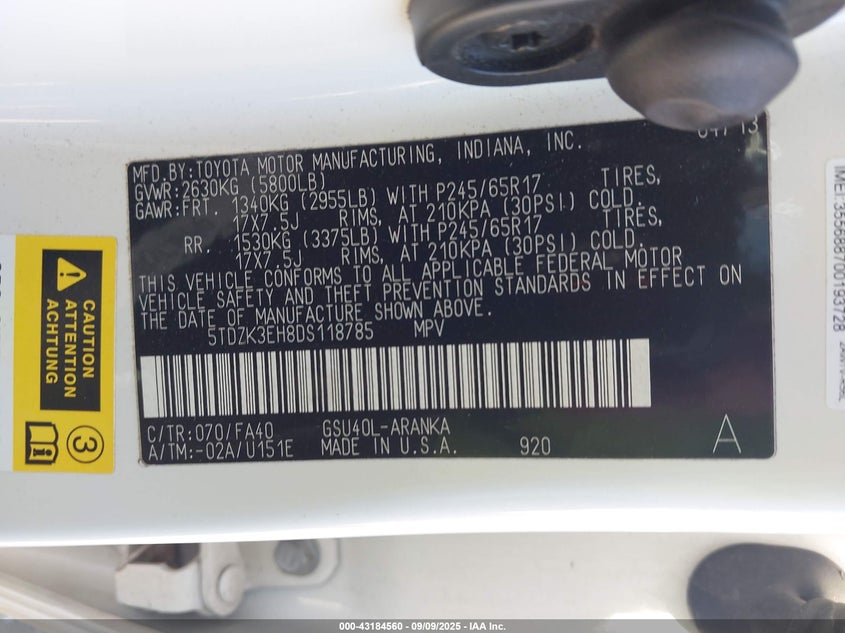 04/13
MFD.BY:TOYOTA MOTOR MANUFACTURING, INDIANA, INC.
GVWR:2630KG (5800LB)
GAWR:FRT. 1340KG (2955LB) WITH P245/65R17 TIRES,
17X7.5J RIMS, AT 210KPA (30PSI) COLD.
RR. 1530KG (3375LB) WITH P245/65R17 TIRES,
17X7.5J RIMS, AT 210KPA (30PSI) COLD.
THIS VEHICLE CONFORMS TO ALL APPLICABLE FEDERAL MOTOR
VEHICLE SAFETY AND THEFT PREVENTION STANDARDS IN EFFECT ON
THE DATE OF MANUFACTURE SHOWN ABOVE.
5TDZK3EH8DS118785 MPV
C/TR:070/FA40 GSU40L-ARANKA
A/TM:-02A/U151E MADE IN U.S.A. 920
A
CAUTION
ATTENTION
ACHTUNG
3
IMEI: 355688700193728
000-43184560 - 09/09/2025 - IAA Inc.